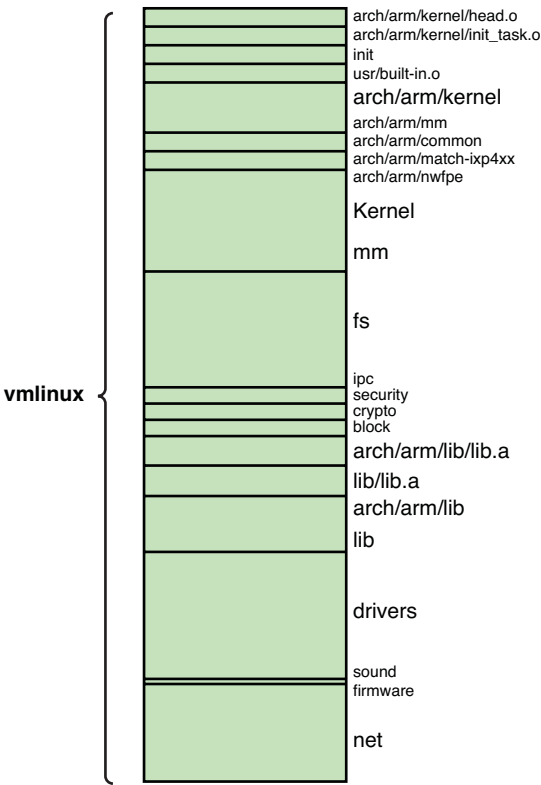 arch/arm/kernel/head.o
arch/arm/kernel/init_task.o
init
usr/built-in.o
arch/arm/kernel
arch/arm/mm
arch/arm/common
arch/arm/match-ixp4xx
arch/arm/nwfpe
Kernel
mm
fs
ipc
vmlinux
security
crypto
block
arch/arm/lib/lib.a
lib/lib.a
arch/arm/lib
lib
drivers
sound
firmware
net